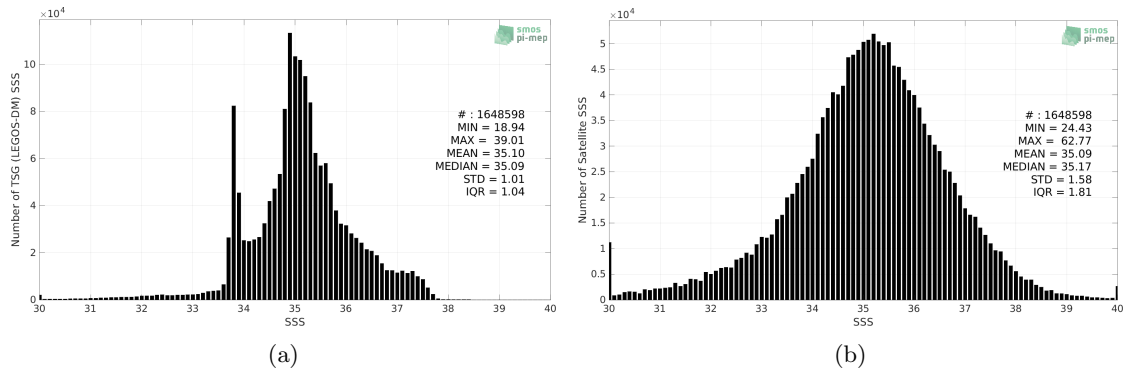 ×10⁴
smos
pi-mep
10
8
6
4
2
0
Number of TSG (LEGOS-DM) SSS
# : 1648598
MIN = 18.94
MAX = 39.01
MEAN = 35.10
MEDIAN = 35.09
STD = 1.01
IQR = 1.04
30 31 32 33 34 35 36 37 38 39 40
SSS
(a)
×10⁴
smos
pi-mep
5
4.5
4
3.5
3
2.5
2
1.5
1
0.5
0
Number of Satellite SSS
# : 1648598
MIN = 24.43
MAX = 62.77
MEAN = 35.09
MEDIAN = 35.17
STD = 1.58
IQR = 1.81
30 31 32 33 34 35 36 37 38 39 40
SSS
(b)